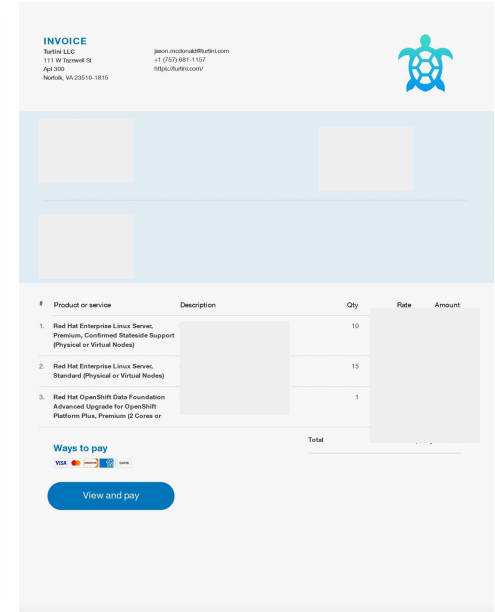 INVOICE
Turtini LLC
111 W Tazewell St
Apt 300
Norfolk, VA 23510-1815
jason.mcdonald@turtini.com
+1 (757) 681-1157
https://turtini.com/
# Product or service Description Qty Rate Amount
1. Red Hat Enterprise Linux Server, 10
Premium, Confirmed Stateside Support
(Physical or Virtual Nodes)
2. Red Hat Enterprise Linux Server, 15
Standard (Physical or Virtual Nodes)
3. Red Hat OpenShift Data Foundation 1
Advanced Upgrade for OpenShift
Platform Plus, Premium (2 Cores or
Total
Ways to pay
VISA
View and pay